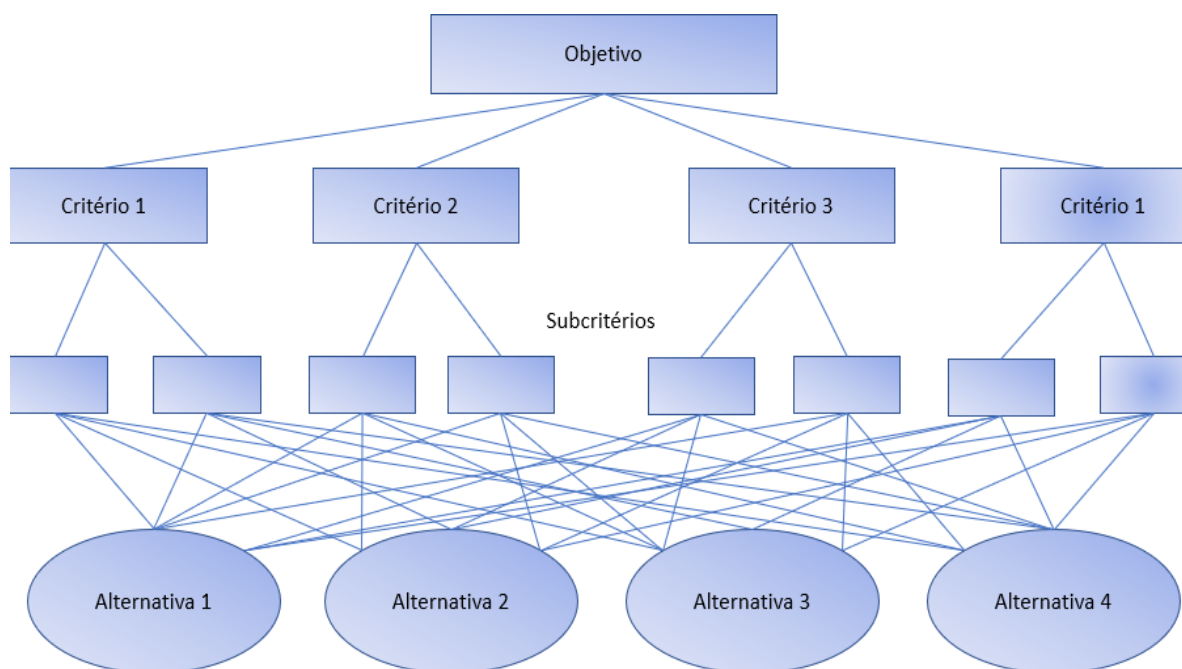 Objetivo
Critério 1
Critério 2
Critério 3
Critério 1
Subcritérios
Alternativa 1
Alternativa 2
Alternativa 3
Alternativa 4